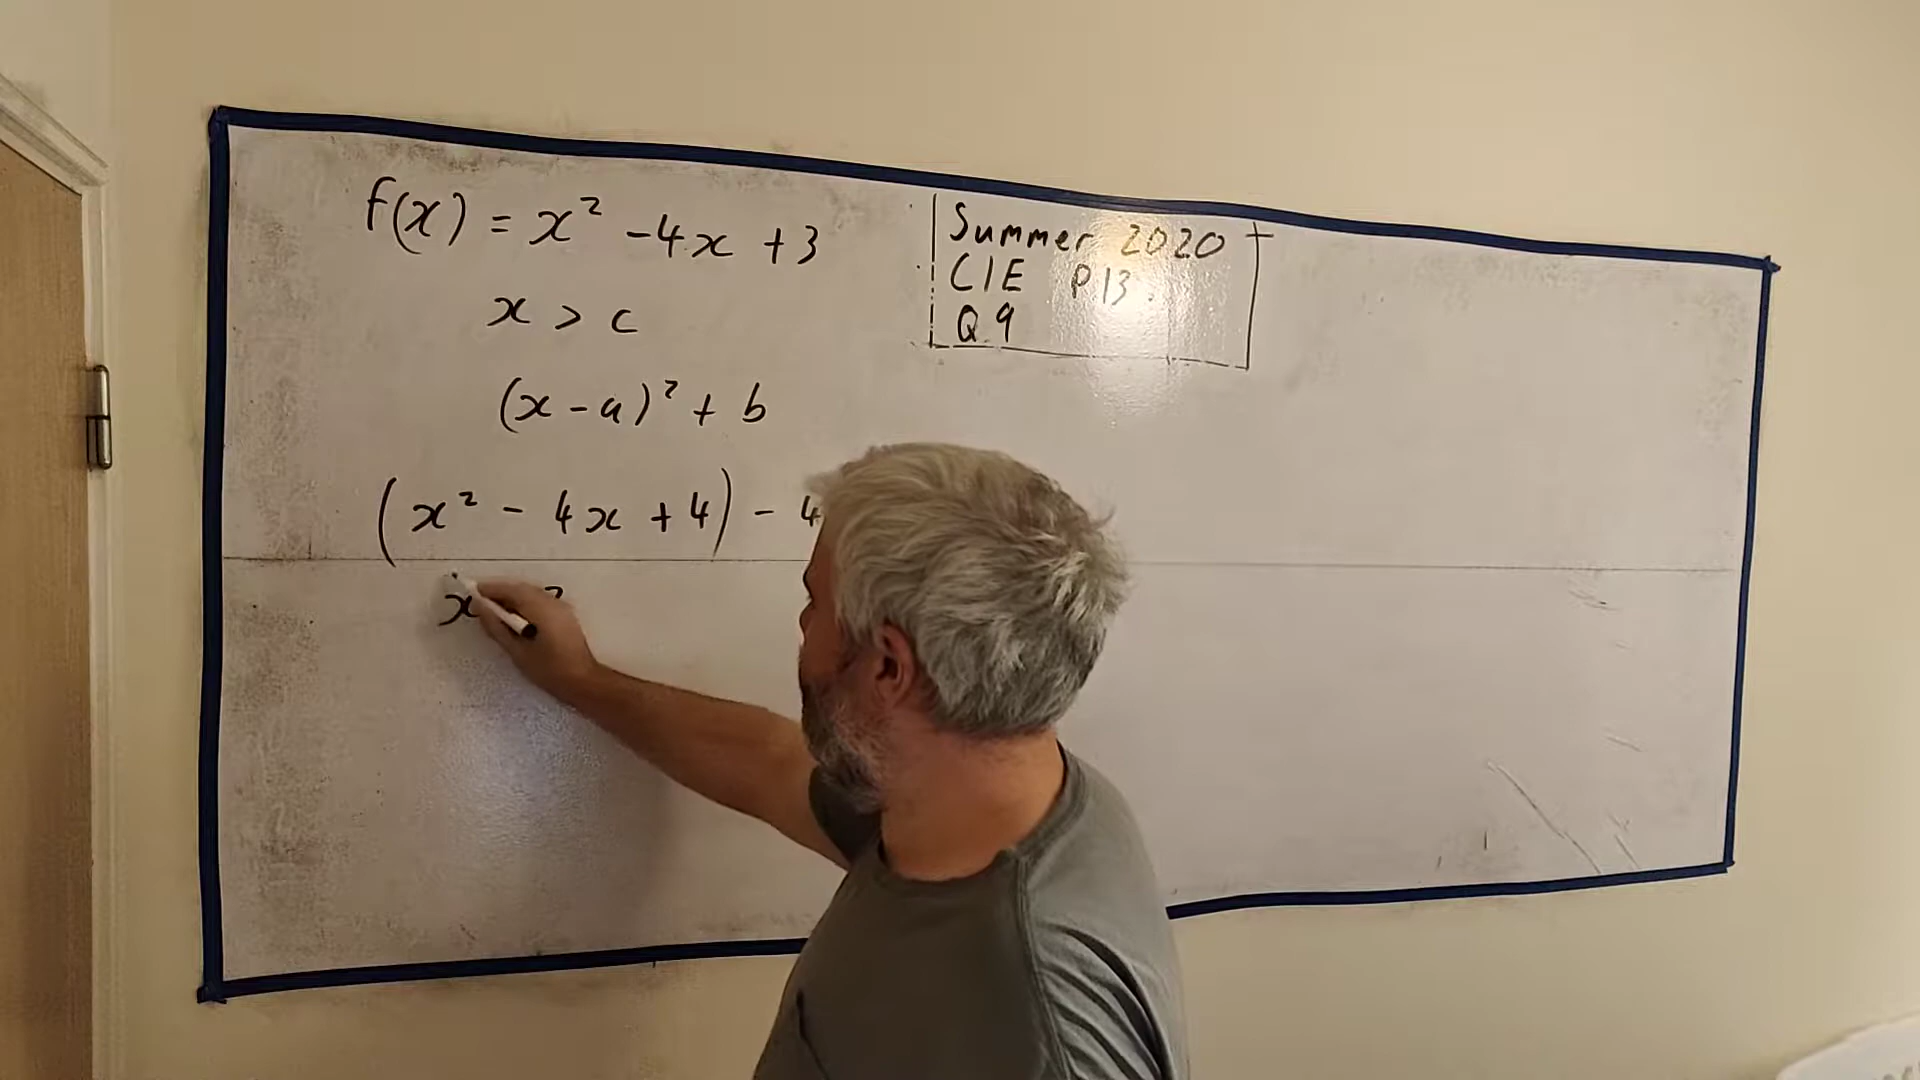 f(x) = x² - 4x + 3
x > c
(x - a)² + b
(x² - 4x + 4) - 4
x
Summer 2020
CIE P13.
Q9